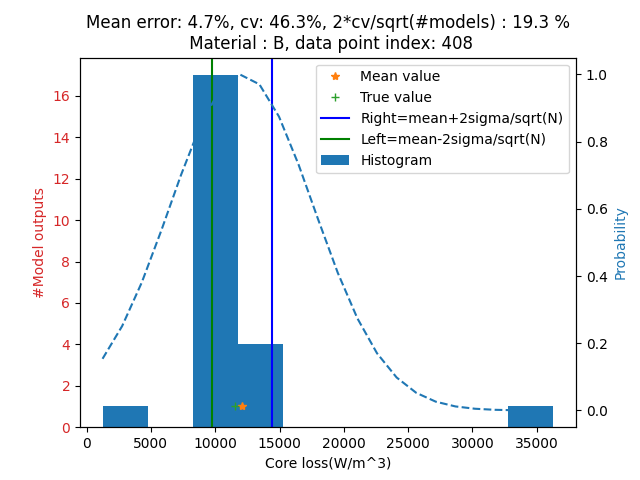 Mean error: 4.7%, cv: 46.3%, 2*cv/sqrt(#models) : 19.3 %
Material : B, data point index: 408
Mean value
True value
Right=mean+2sigma/sqrt(N)
Left=mean-2sigma/sqrt(N)
Histogram
#Model outputs
16
14
12
10
8
6
4
2
0
1.0
0.8
0.6
0.4
0.2
0.0
Probability
0 5000 10000 15000 20000 25000 30000 35000
Core loss(W/m^3)